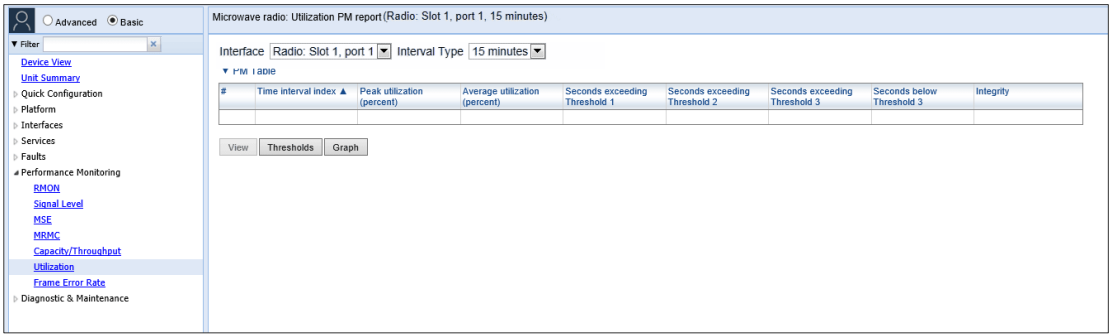 Advanced Basic
Filter
Device View
Unit Summary
Quick Configuration
Platform
Interfaces
Services
Faults
Performance Monitoring
RMON
Signal Level
MSE
MRMC
Capacity/Throughput
Utilization
Frame Error Rate
Diagnostic & Maintenance
Microwave radio: Utilization PM report (Radio: Slot 1, port 1, 15 minutes)
Interface Radio: Slot 1, port 1 Interval Type 15 minutes
PM Table
# Time interval index ▲ Peak utilization (percent) Average utilization (percent) Seconds exceeding Threshold 1 Seconds exceeding Threshold 2 Seconds exceeding Threshold 3 Seconds below Threshold 3 Integrity
View Thresholds Graph